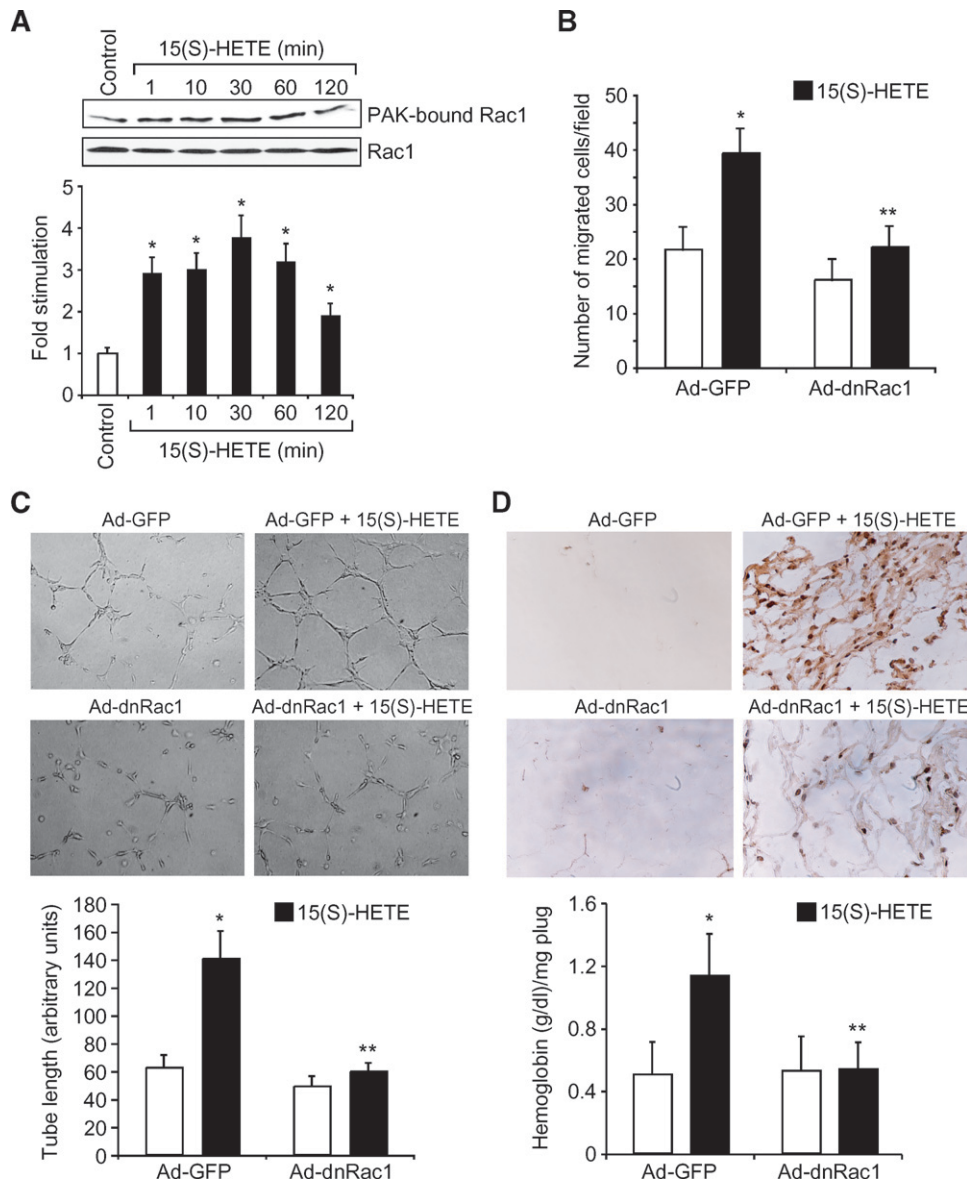 A
Control
15(S)-HETE (min)
1 10 30 60 120
PAK-bound Rac1
Rac1
Fold stimulation
5
4
3
2
1
0
* * * * *
Control
1 10 30 60 120
15(S)-HETE (min)
B
15(S)-HETE
Number of migrated cells/field
50
40
30
20
10
0
*
**
Ad-GFP Ad-dnRac1
C
Ad-GFP Ad-GFP + 15(S)-HETE
Ad-dnRac1 Ad-dnRac1 + 15(S)-HETE
15(S)-HETE
Tube length (arbitrary units)
180
160
140
120
100
80
60
40
20
0
*
**
Ad-GFP Ad-dnRac1
D
Ad-GFP Ad-GFP + 15(S)-HETE
Ad-dnRac1 Ad-dnRac1 + 15(S)-HETE
15(S)-HETE
Hemoglobin (g/dl)/mg plug
1.6
1.2
0.8
0.4
0
*
**
Ad-GFP Ad-dnRac1